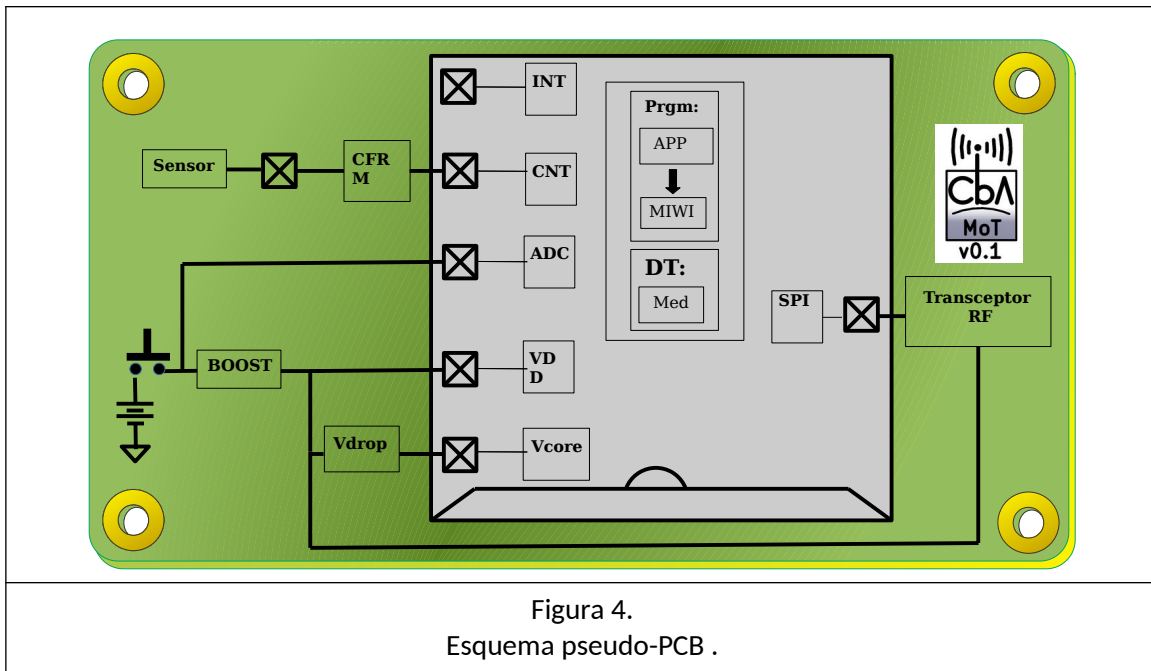 INT
Prgm:
APP
MIWI
Sensor
CFR
M
CNT
ADC
DT:
Med
CbA
MoT
v0.1
SPI
Transceptor
RF
BOOST
VD
D
Vdrop
Vcore
Figura 4.
Esquema pseudo-PCB .